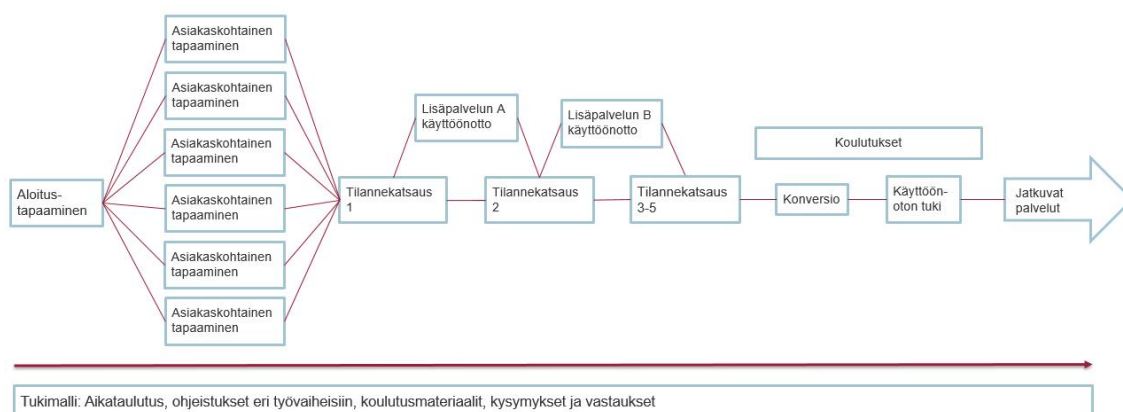 Aloitus-
tapaaminen
Asiakaskohtainen
tapaaminen
Asiakaskohtainen
tapaaminen
Asiakaskohtainen
tapaaminen
Asiakaskohtainen
tapaaminen
Asiakaskohtainen
tapaaminen
Asiakaskohtainen
tapaaminen
Tilannekatsaus
1
Lisäpalvelun A
käyttöönotto
Tilannekatsaus
2
Lisäpalvelun B
käyttöönotto
Tilannekatsaus
3-5
Koulutukset
Konversio
Käyttöön-
oton tuki
Jatkuvat
palvelut
Tukimalli: Aikataulutus, ohjeistukset eri työvaiheisiin, koulutusmateriaalit, kysymykset ja vastaukset